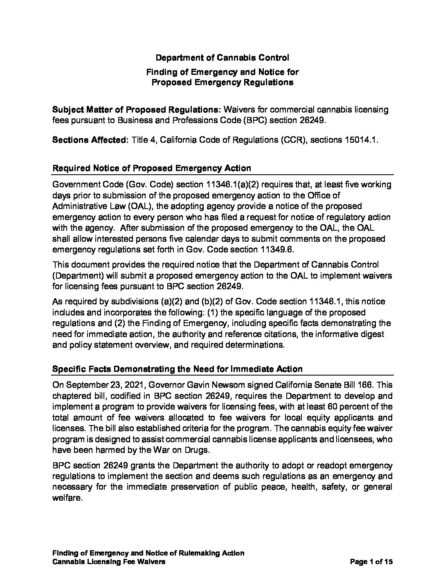 Department of Cannabis Control
Finding of Emergency and Notice for
Proposed Emergency Regulations
Subject Matter of Proposed Regulations: Waivers for commercial cannabis licensing
fees pursuant to Business and Professions Code (BPC) section 26249.
Sections Affected: Title 4, California Code of Regulations (CCR), sections 15014.1.
Required Notice of Proposed Emergency Action
Government Code (Gov. Code) section 11346.1(a)(2) requires that, at least five working
days prior to submission of the proposed emergency action to the Office of
Administrative Law (OAL), the adopting agency provide a notice of the proposed
emergency action to every person who has filed a request for notice of regulatory action
with the agency. After submission of the proposed emergency to the OAL, the OAL
shall allow interested persons five calendar days to submit comments on the proposed
emergency regulations set forth in Gov. Code section 11349.6.
This document provides the required notice that the Department of Cannabis Control
(Department) will submit a proposed emergency action to the OAL to implement waivers
for licensing fees pursuant to BPC section 26249.
As required by subdivisions (a)(2) and (b)(2) of Gov. Code section 11346.1, this notice
includes and incorporates the following: (1) the specific language of the proposed
regulations and (2) the Finding of Emergency, including specific facts demonstrating the
need for immediate action, the authority and reference citations, the informative digest
and policy statement overview, and required determinations.
Specific Facts Demonstrating the Need for Immediate Action
On September 23, 2021, Governor Gavin Newsom signed California Senate Bill 166. This
chaptered bill, codified in BPC section 26249, requires the Department to develop and
implement a program to provide waivers for licensing fees, with at least 60 percent of the
total amount of fee waivers allocated to fee waivers for local equity applicants and
licenses. The bill also established criteria for the program. The cannabis equity fee waiver
program is designed to assist commercial cannabis license applicants and licensees, who
have been harmed by the War on Drugs.
BPC section 26249 grants the Department the authority to adopt or readopt emergency
regulations to implement the section and deems such regulations as an emergency and
necessary for the immediate preservation of public peace, health, safety, or general
welfare.
Finding of Emergency and Notice of Rulemaking Action
Cannabis Licensing Fee Waivers Page 1 of 15